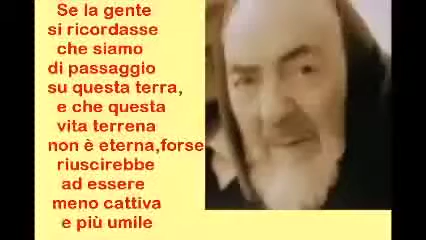 Se la gente
si ricordasse
che siamo
di passaggio
su questa terra,
e che questa
vita terrena
non è eterna,forse
riuscirebbe
ad essere
meno cattiva
e più umile